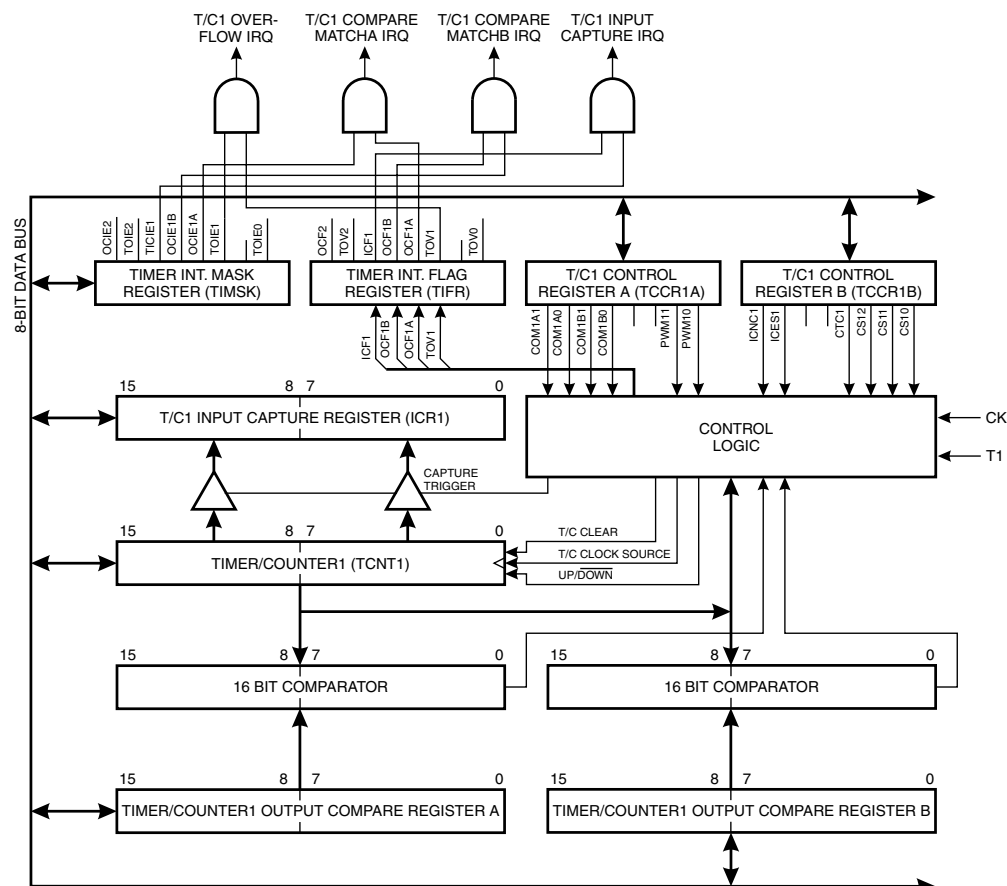 T/C1 OVER-
FLOW IRQ
T/C1 COMPARE
MATCHA IRQ
T/C1 COMPARE
MATCHB IRQ
T/C1 INPUT
CAPTURE IRQ
8-BIT DATA BUS
OCIE2
TOIE2
TICIE1
OCIE1B
OCIE1A
TOIE1
TOIE0
OCF2
TOV2
ICF1
OCF1B
OCF1A
TOV1
TOV0
TIMER INT. MASK
REGISTER (TIMSK)
TIMER INT. FLAG
REGISTER (TIFR)
T/C1 CONTROL
REGISTER A (TCCR1A)
T/C1 CONTROL
REGISTER B (TCCR1B)
ICF1
OCF1B
OCF1A
TOV1
COM1A1
COM1A0
COM1B1
COM1B0
PWM11
PWM10
ICNC1
ICES1
CTC1
CS12
CS11
CS10
15 8 7 0
T/C1 INPUT CAPTURE REGISTER (ICR1)
CONTROL
LOGIC
CK
T1
CAPTURE
TRIGGER
15 8 7 0
TIMER/COUNTER1 (TCNT1)
T/C CLEAR
T/C CLOCK SOURCE
UP/DOWN
15 8 7 0
16 BIT COMPARATOR
15 8 7 0
16 BIT COMPARATOR
15 8 7 0
TIMER/COUNTER1 OUTPUT COMPARE REGISTER A
15 8 7 0
TIMER/COUNTER1 OUTPUT COMPARE REGISTER B